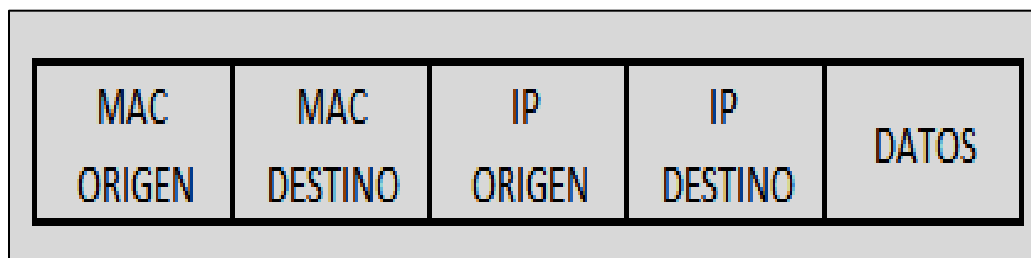 MAC ORIGEN
MAC DESTINO
IP ORIGEN
IP DESTINO
DATOS